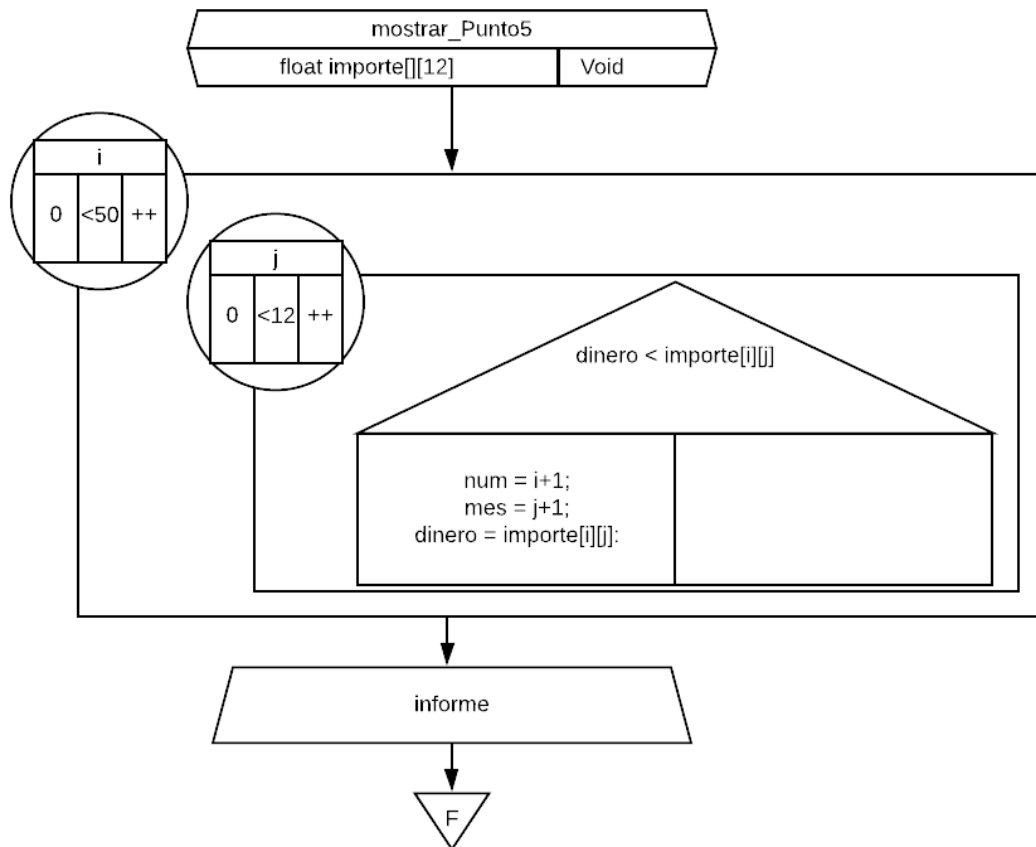 mostrar_Punto5
float importe[][12]
Void
i
0
<50
++
j
0
<12
++
dinero < importe[i][j]
num = i+1;
mes = j+1;
dinero = importe[i][j]:
informe
F